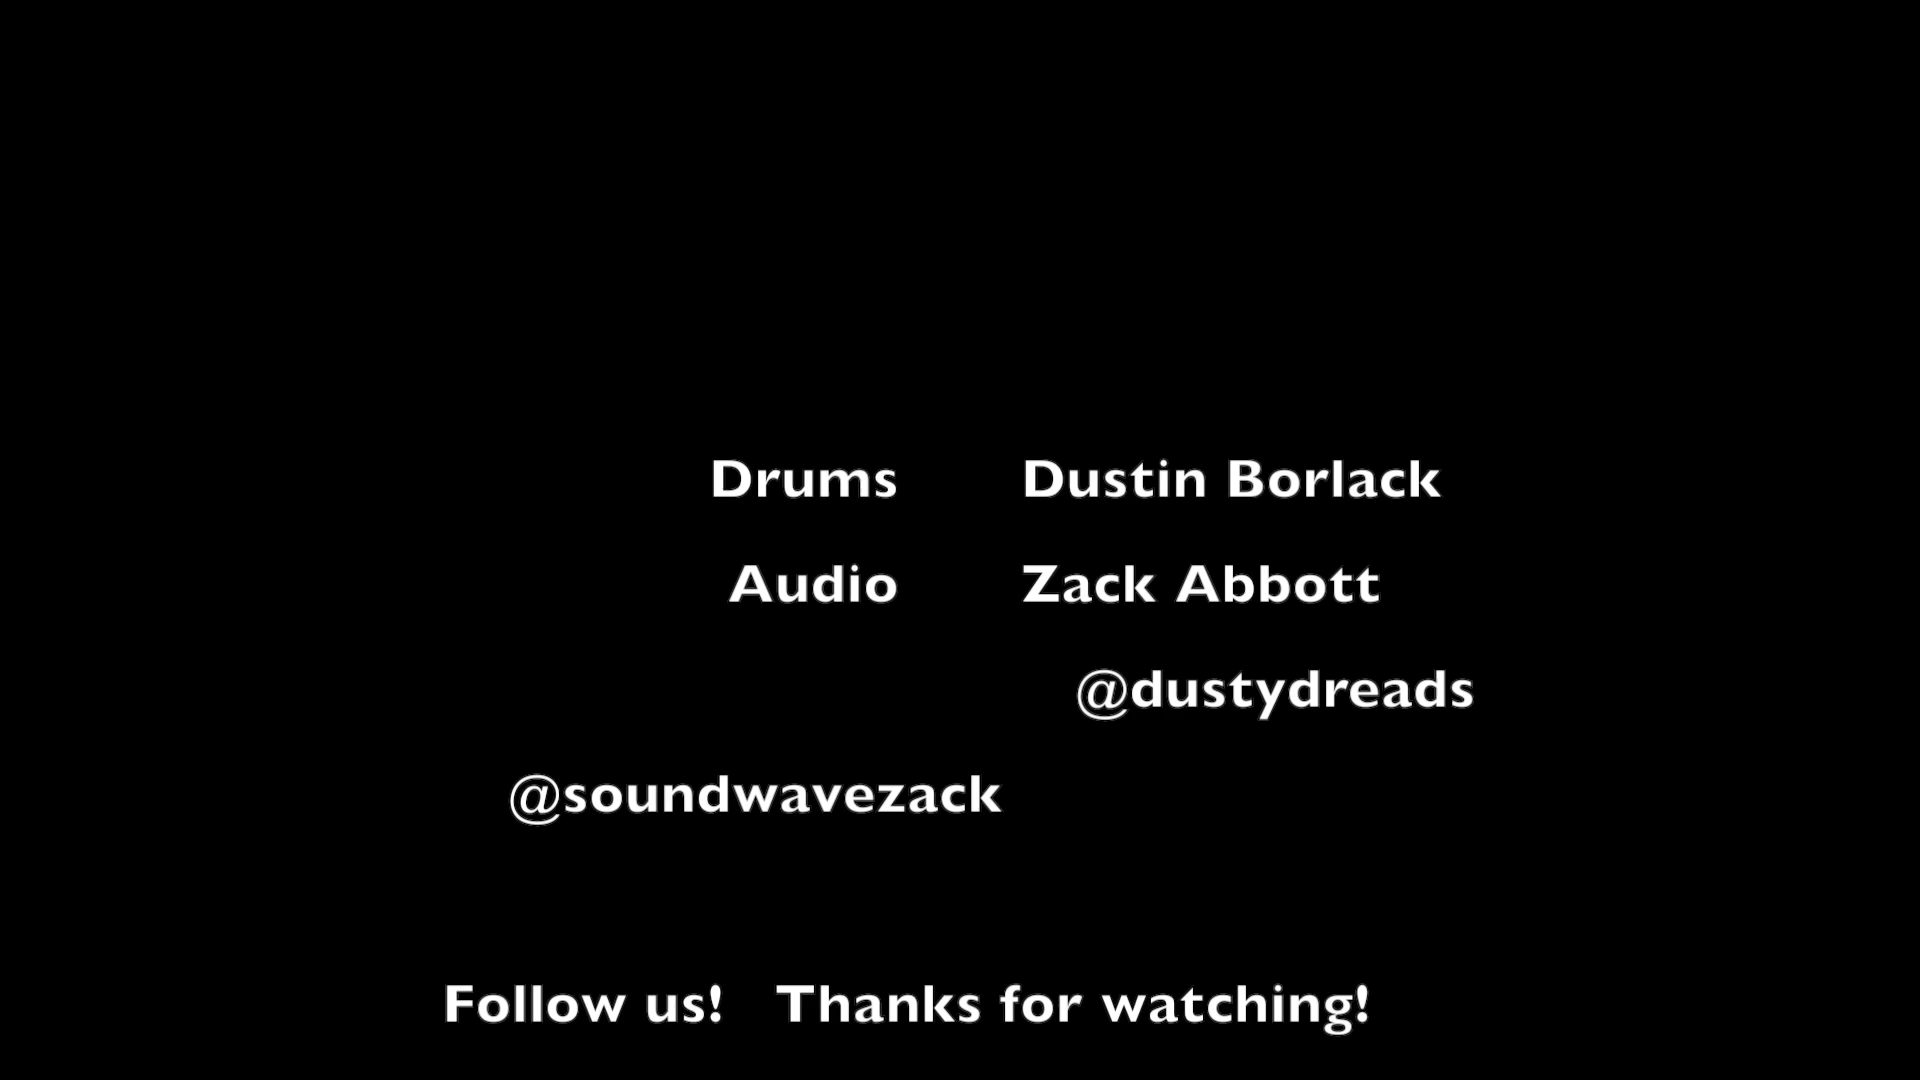 Drums Dustin Borlack
Audio Zack Abbott
@dustydreads
@soundwavezack
Follow us! Thanks for watching!